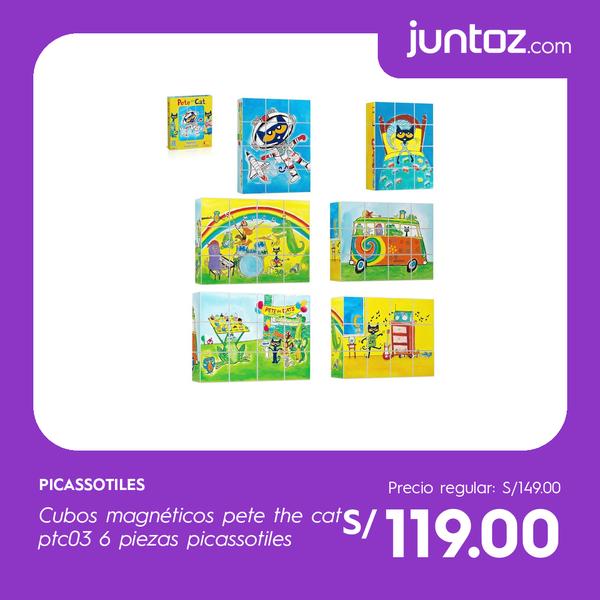 juntoz.com
Pete the Cat
PETE the CATS
PICASSOTILES
Precio regular: S/149.00
Cubos magnéticos pete the cat
ptc03 6 piezas picassotiles
S/119.00